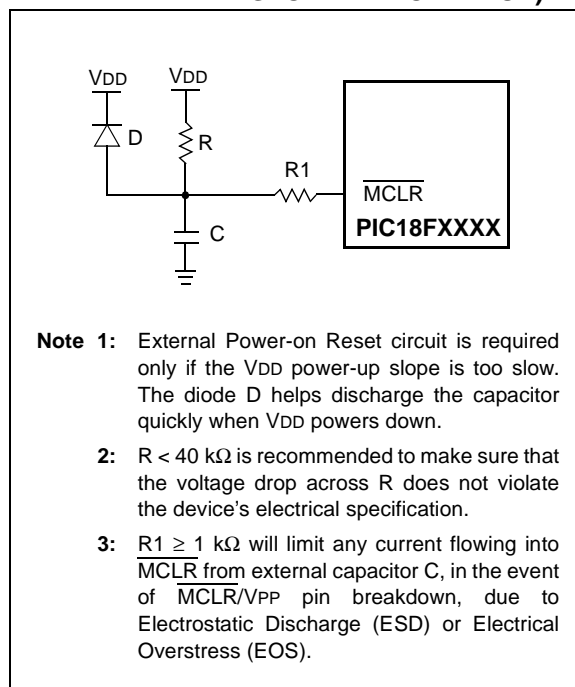 VDD VDD
D
R
R1
MCLR
C
PIC18FXXXX
Note 1: External Power-on Reset circuit is required
only if the VDD power-up slope is too slow.
The diode D helps discharge the capacitor
quickly when VDD powers down.
2: R < 40 kΩ is recommended to make sure that
the voltage drop across R does not violate
the device's electrical specification.
3: R1 ≥ 1 kΩ will limit any current flowing into
MCLR from external capacitor C, in the event
of MCLR/VPP pin breakdown, due to
Electrostatic Discharge (ESD) or Electrical
Overstress (EOS).